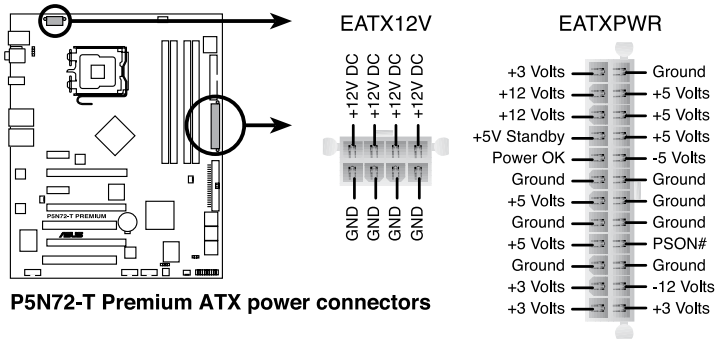 EATX12V
+12V DC
+12V DC
+12V DC
+12V DC
GND
GND
GND
GND
EATXPWR
+3 Volts Ground
+12 Volts +5 Volts
+12 Volts +5 Volts
+5V Standby +5 Volts
Power OK -5 Volts
Ground Ground
+5 Volts Ground
Ground Ground
+5 Volts PSON#
Ground Ground
+3 Volts -12 Volts
+3 Volts +3 Volts
P5N72-T PREMIUM
ASUS
P5N72-T Premium ATX power connectors